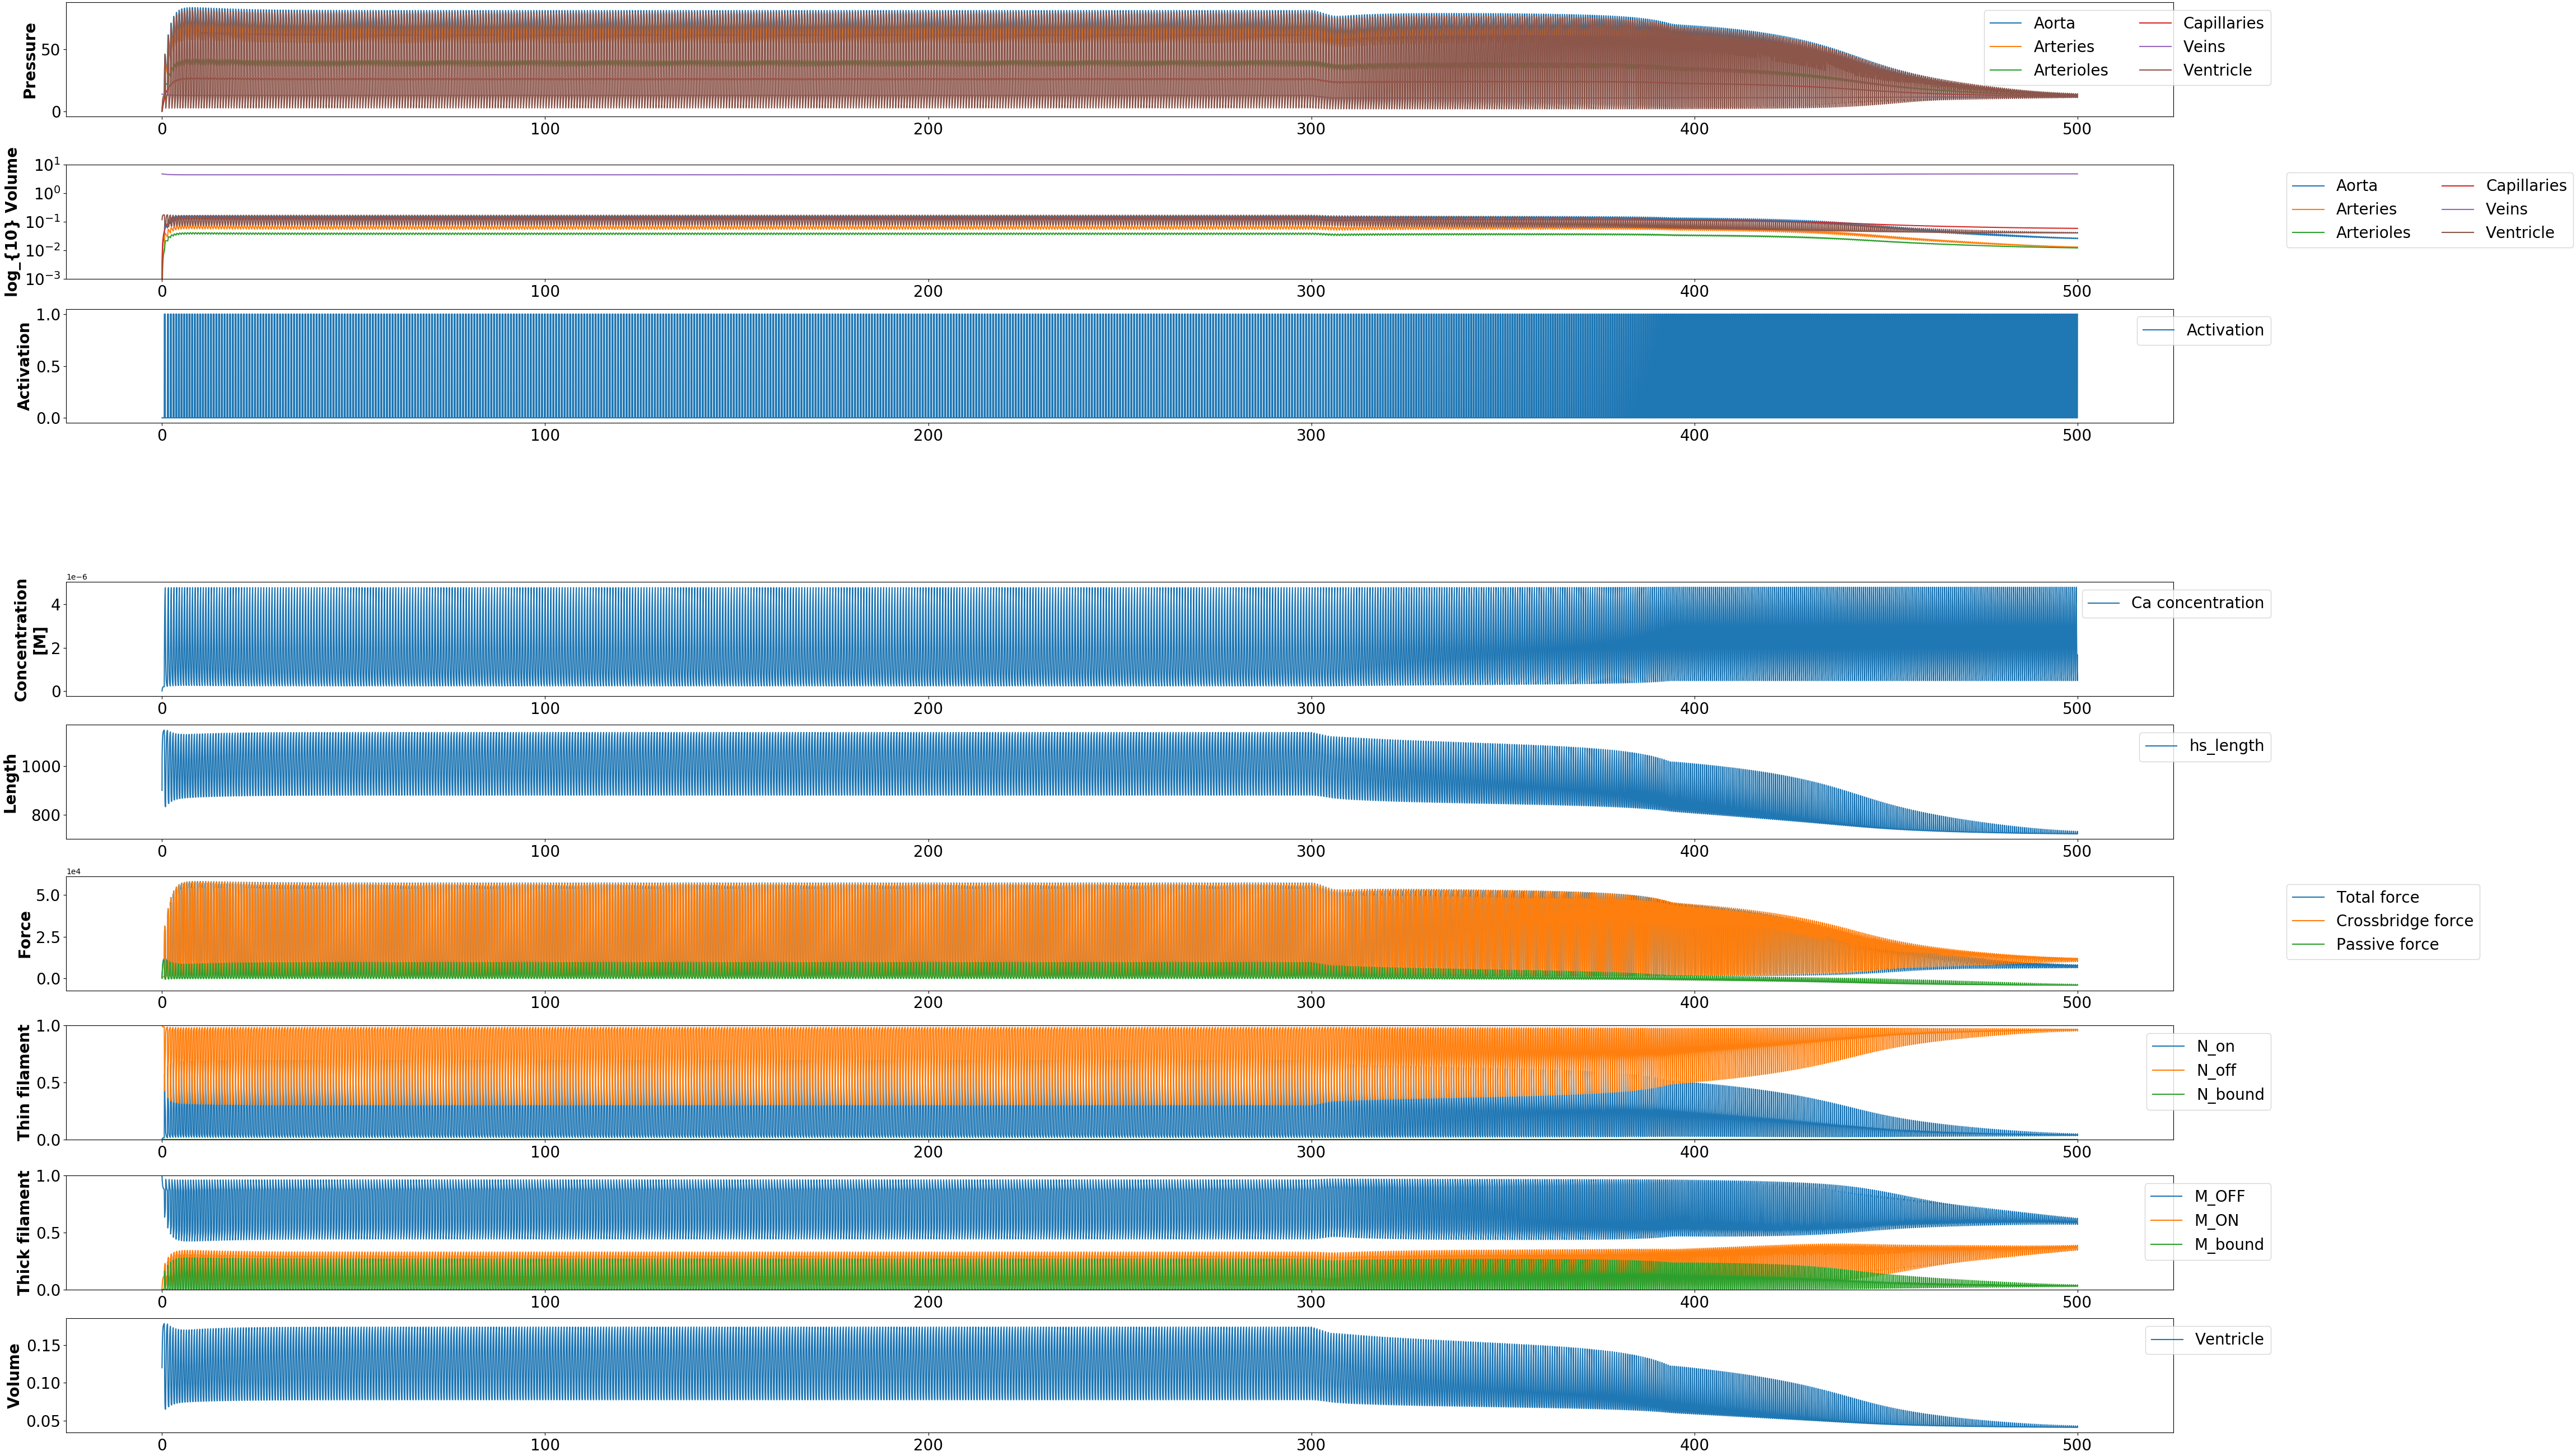 Pressure
50
0
0 100 200 300 400 500
Aorta Capillaries
Arteries Veins
Arterioles Ventricle
log_{10} Volume
10^1
10^0
10^-1
10^-2
10^-3
0 100 200 300 400 500
Aorta Capillaries
Arteries Veins
Arterioles Ventricle
Activation
1.0
0.5
0.0
0 100 200 300 400 500
Activation
Concentration
[M]
1e−6
4
2
0
0 100 200 300 400 500
Ca concentration
Length
1000
800
0 100 200 300 400 500
hs_length
Force
1e4
5.0
2.5
0.0
0 100 200 300 400 500
Total force
Crossbridge force
Passive force
Thin filament
1.0
0.5
0.0
0 100 200 300 400 500
N_on
N_off
N_bound
Thick filament
1.0
0.5
0.0
0 100 200 300 400 500
M_OFF
M_ON
M_bound
Volume
0.15
0.10
0.05
0 100 200 300 400 500
Ventricle